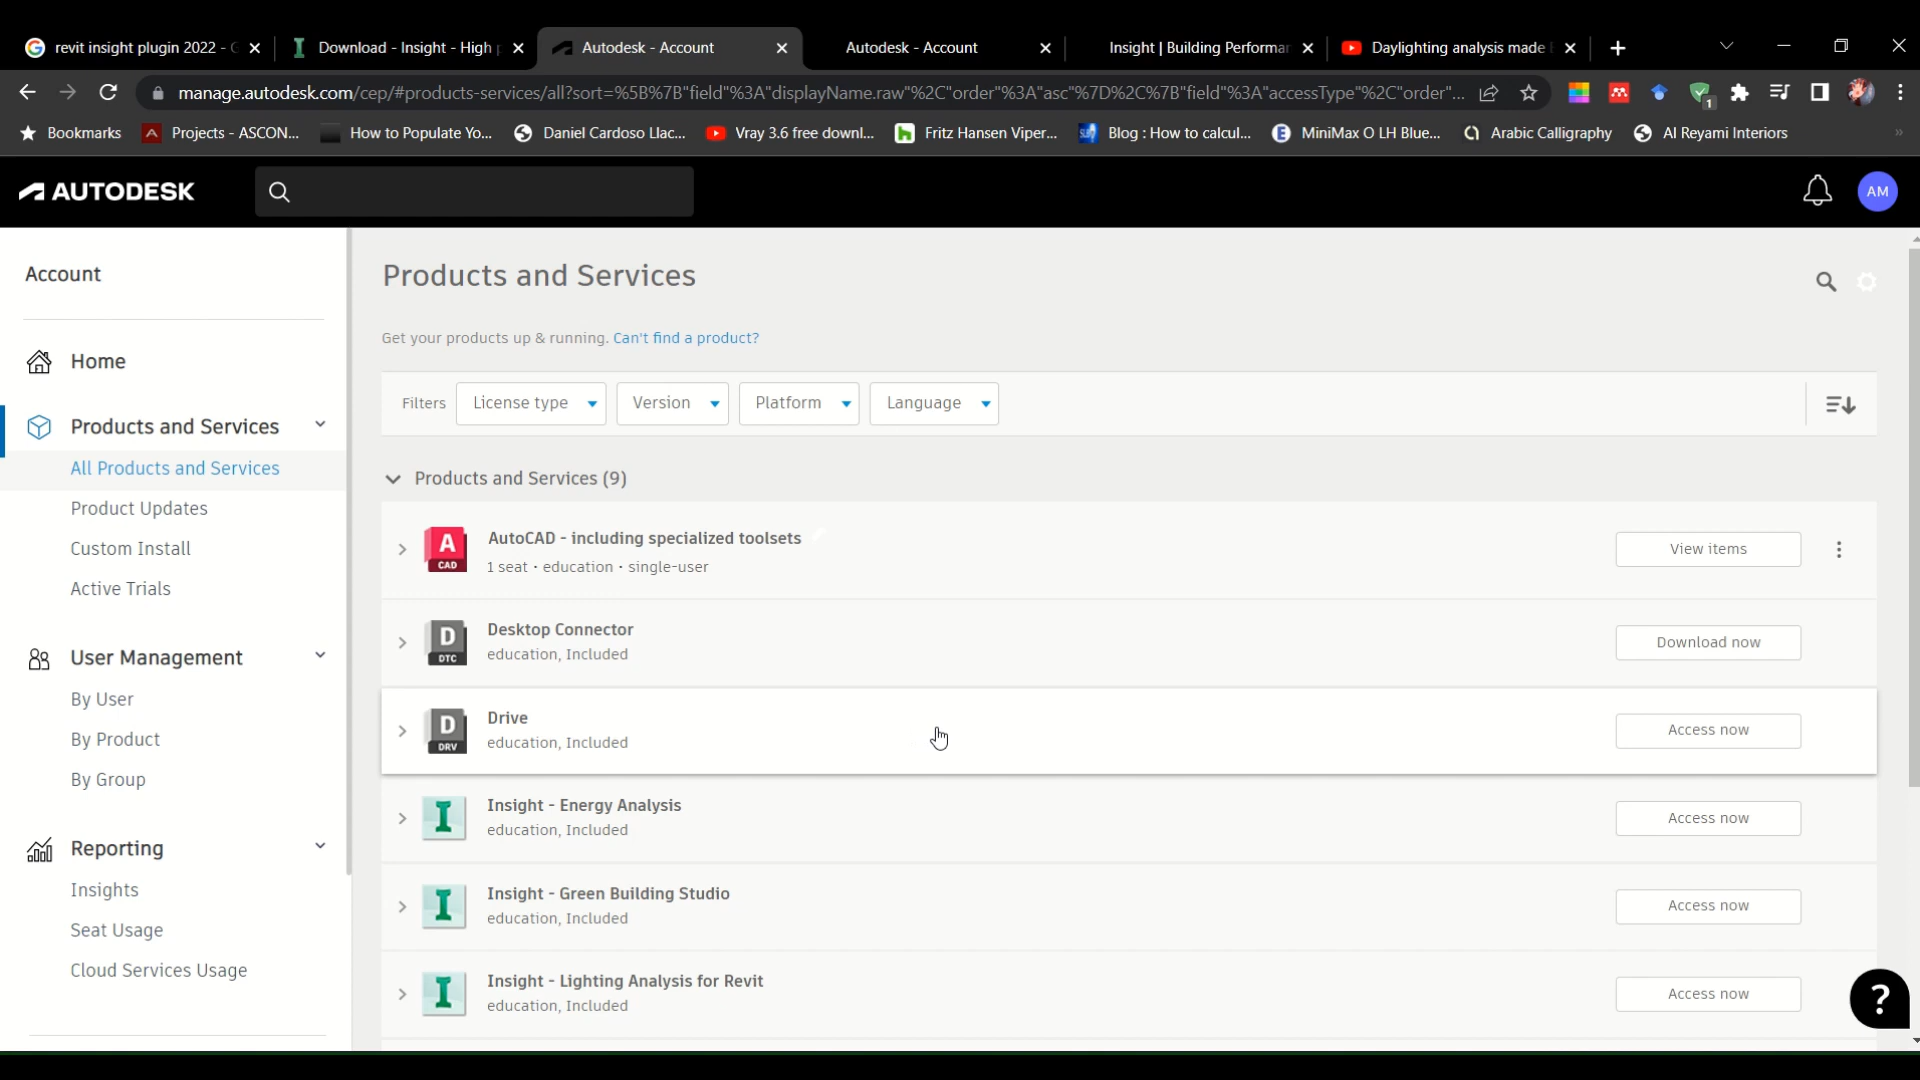 revit insight plugin 2022 - G
Download - Insight - High p
Autodesk - Account
Autodesk - Account
Insight | Building Performan
Daylighting analysis made E
manage.autodesk.com/cep/#products-services/all?sort=%5B%7B"field"%3A"displayName.raw"%2C"order"%3A"asc"%7D%2C%7B"field"%3A"accessType"%2C"order"...
1
Bookmarks
Projects - ASCON...
How to Populate Yo...
Daniel Cardoso Llac...
Vray 3.6 free downl...
Fritz Hansen Viper...
Blog : How to calcul...
MiniMax O LH Blue...
Arabic Calligraphy
Al Reyami Interiors
»
AUTODESK
AM
Account
Home
Products and Services
All Products and Services
Product Updates
Custom Install
Active Trials
User Management
By User
By Product
By Group
Reporting
Insights
Seat Usage
Cloud Services Usage
Products and Services
Get your products up & running. Can't find a product?
Filters
License type
Version
Platform
Language
Products and Services (9)
A CAD
AutoCAD - including specialized toolsets
1 seat · education · single-user
View items
D DTC
Desktop Connector
education, Included
Download now
D DRV
Drive
education, Included
Access now
I
Insight - Energy Analysis
education, Included
Access now
I
Insight - Green Building Studio
education, Included
Access now
I
Insight - Lighting Analysis for Revit
education, Included
Access now
?